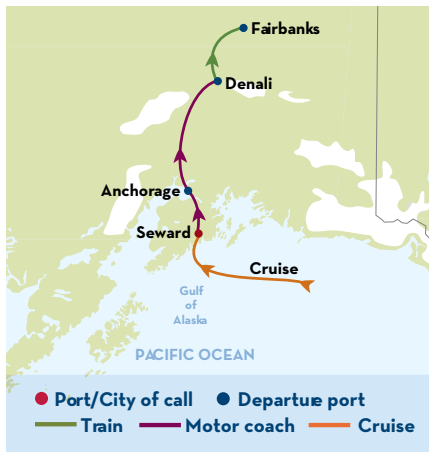 Fairbanks
Denali
Anchorage
Seward
Cruise
Gulf
of
Alaska
PACIFIC OCEAN
Port/City of call
Departure port
Train
Motor coach
Cruise